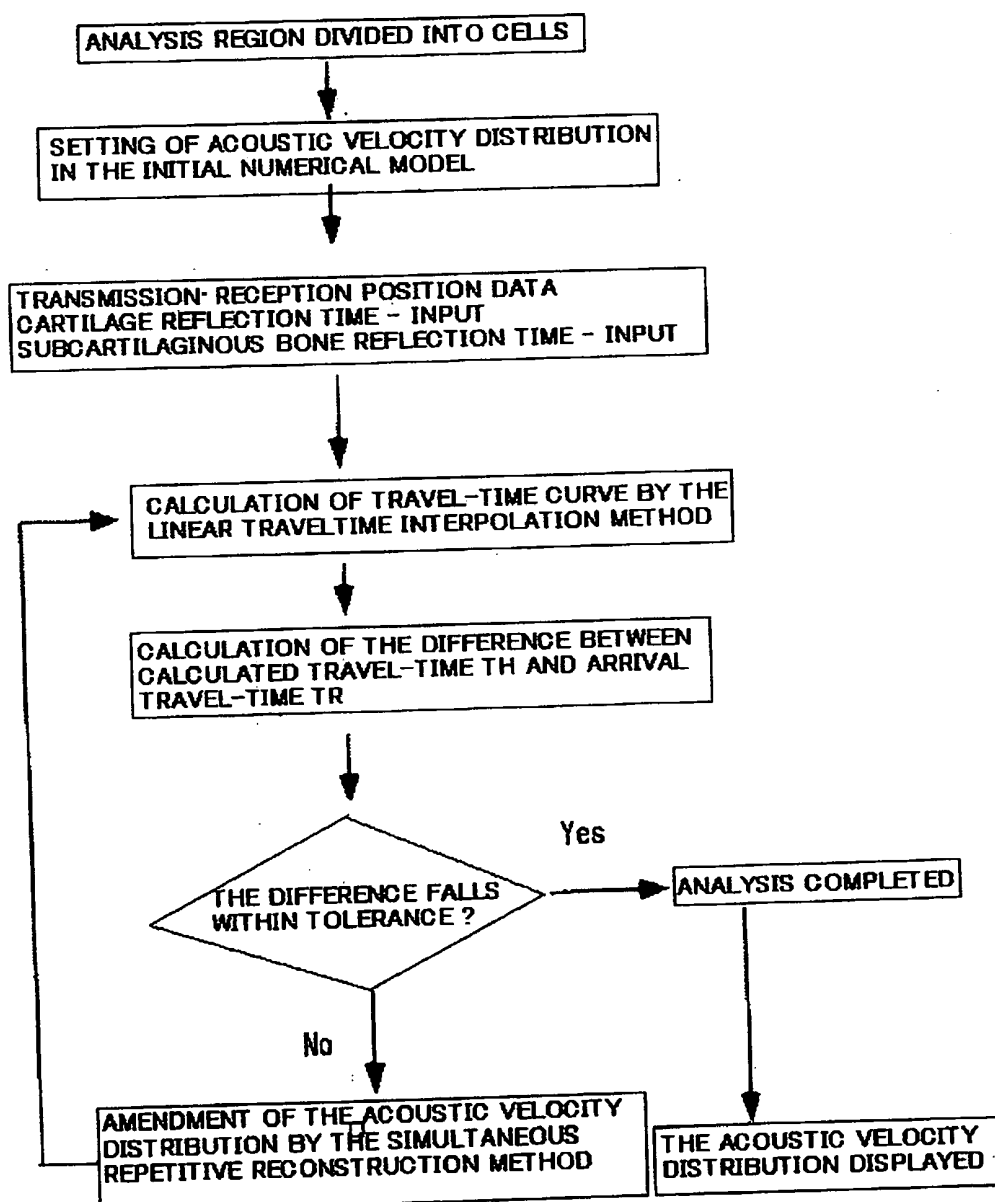 ANALYSIS REGION DIVIDED INTO CELLS
SETTING OF ACOUSTIC VELOCITY DISTRIBUTION
IN THE INITIAL NUMERICAL MODEL
TRANSMISSION- RECEPTION POSITION DATA
CARTILAGE REFLECTION TIME - INPUT
SUBCARTILAGINOUS BONE REFLECTION TIME - INPUT
CALCULATION OF TRAVEL-TIME CURVE BY THE
LINEAR TRAVELTIME INTERPOLATION METHOD
CALCULATION OF THE DIFFERENCE BETWEEN
CALCULATED TRAVEL-TIME TH AND ARRIVAL
TRAVEL-TIME TR
THE DIFFERENCE FALLS
WITHIN TOLERANCE ?
Yes
ANALYSIS COMPLETED
No
AMENDMENT OF THE ACOUSTIC VELOCITY
DISTRIBUTION BY THE SIMULTANEOUS
REPETITIVE RECONSTRUCTION METHOD
THE ACOUSTIC VELOCITY
DISTRIBUTION DISPLAYED